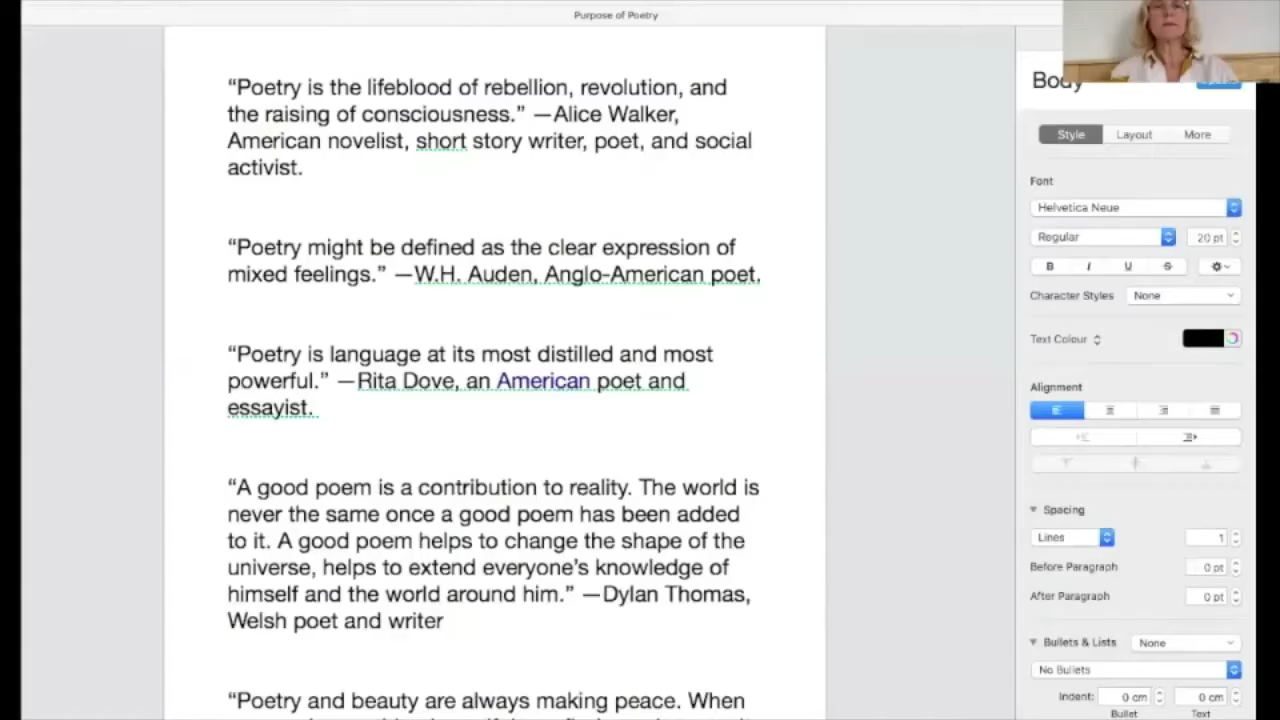 Purpose of Poetry
“Poetry is the lifeblood of rebellion, revolution, and
the raising of consciousness.” —Alice Walker,
American novelist, short story writer, poet, and social
activist.
“Poetry might be defined as the clear expression of
mixed feelings.” —W.H. Auden, Anglo-American poet.
“Poetry is language at its most distilled and most
powerful.” —Rita Dove, an American poet and
essayist.
“A good poem is a contribution to reality. The world is
never the same once a good poem has been added
to it. A good poem helps to change the shape of the
universe, helps to extend everyone’s knowledge of
himself and the world around him.” —Dylan Thomas,
Welsh poet and writer
“Poetry and beauty are always making peace. When
Body
Style Layout More
Font
Helvetica Neue
Regular 20 pt
B I U S
Character Styles None
Text Colour
Alignment
Spacing
Lines 1
Before Paragraph 0 pt
After Paragraph 0 pt
Bullets & Lists None
No Bullets
Indent: 0 cm 0 cm
Bullet Text